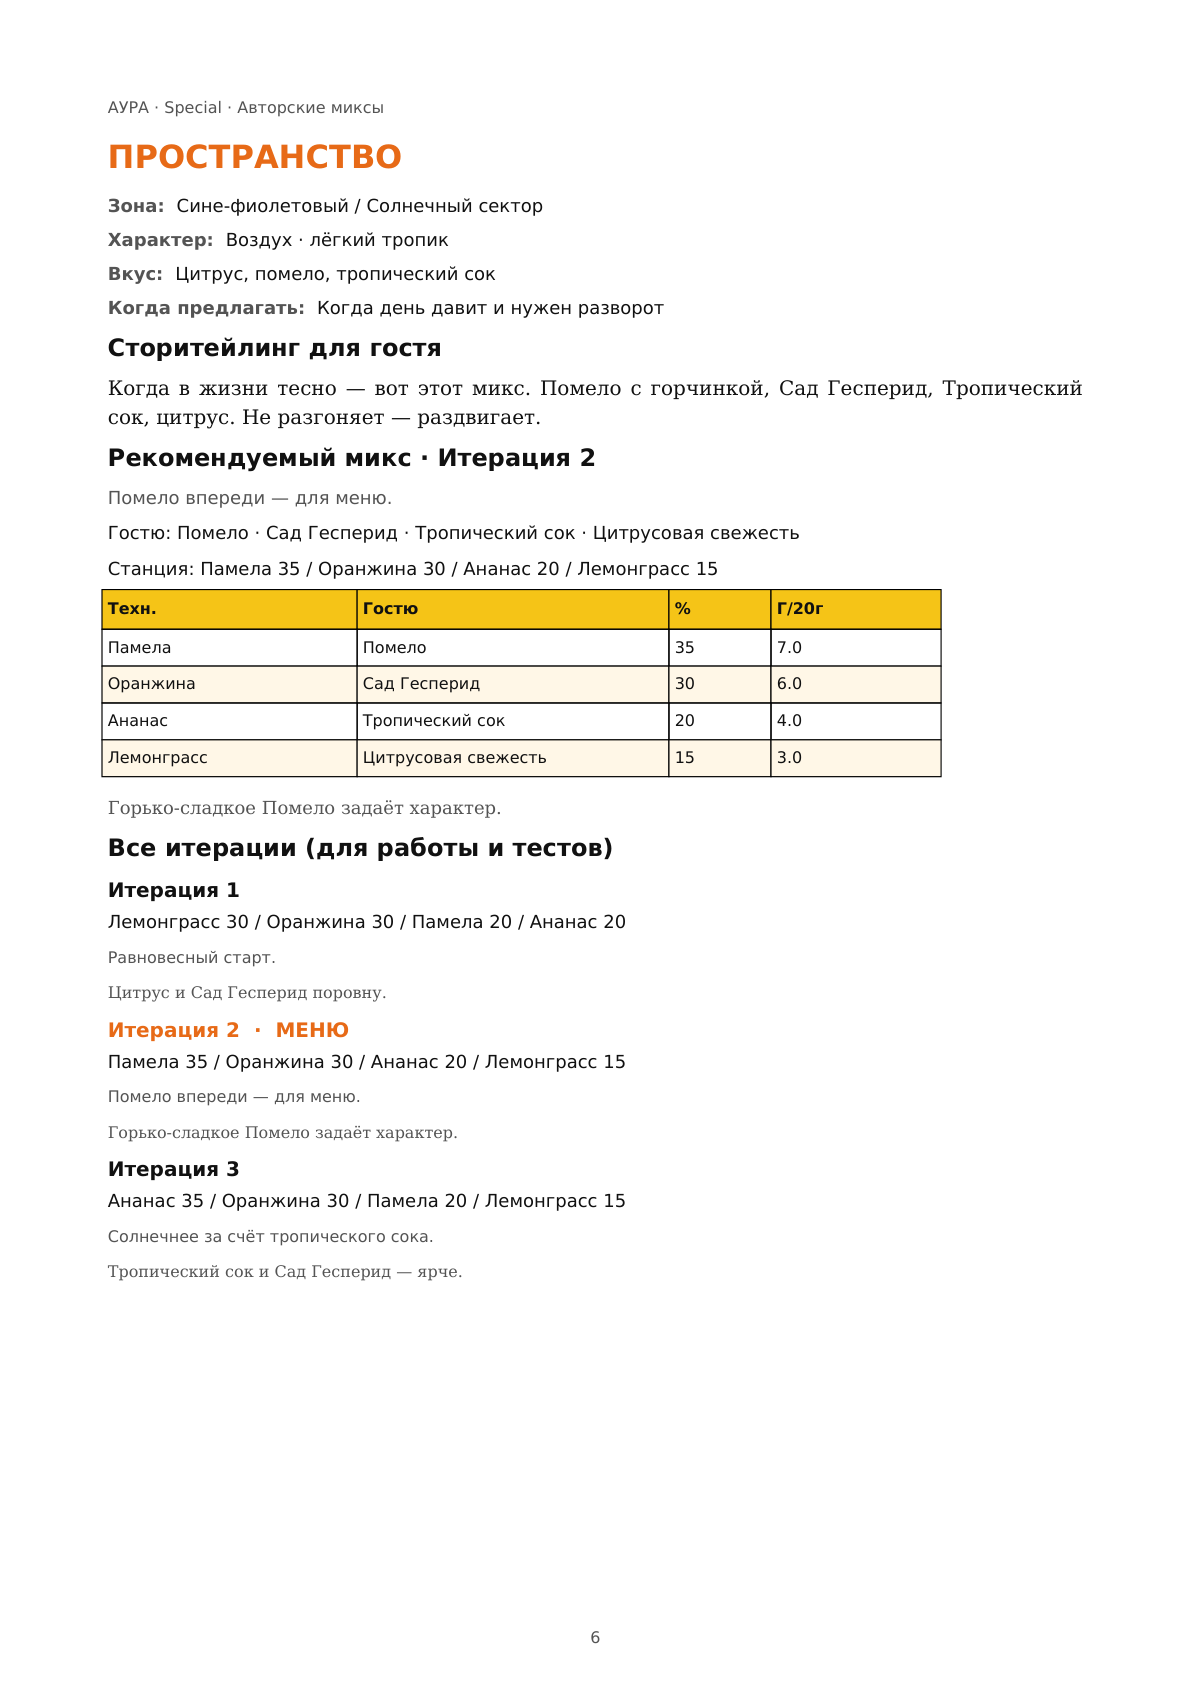 АУРА · Special · Авторские миксы
ПРОСТРАНСТВО
Зона: Сине-фиолетовый / Солнечный сектор
Характер: Воздух · лёгкий тропик
Вкус: Цитрус, помело, тропический сок
Когда предлагать: Когда день давит и нужен разворот
Сторитейлинг для гостя
Когда в жизни тесно — вот этот микс. Помело с горчинкой, Сад Гесперид, Тропический
сок, цитрус. Не разгоняет — раздвигает.
Рекомендуемый микс · Итерация 2
Помело впереди — для меню.
Гостю: Помело · Сад Гесперид · Тропический сок · Цитрусовая свежесть
Станция: Памела 35 / Оранжина 30 / Ананас 20 / Лемонграсс 15
Техн. Гостю % Г/20г
Памела Помело 35 7.0
Оранжина Сад Гесперид 30 6.0
Ананас Тропический сок 20 4.0
Лемонграсс Цитрусовая свежесть 15 3.0
Горько-сладкое Помело задаёт характер.
Все итерации (для работы и тестов)
Итерация 1
Лемонграсс 30 / Оранжина 30 / Памела 20 / Ананас 20
Равновесный старт.
Цитрус и Сад Гесперид поровну.
Итерация 2 · МЕНЮ
Памела 35 / Оранжина 30 / Ананас 20 / Лемонграсс 15
Помело впереди — для меню.
Горько-сладкое Помело задаёт характер.
Итерация 3
Ананас 35 / Оранжина 30 / Памела 20 / Лемонграсс 15
Солнечнее за счёт тропического сока.
Тропический сок и Сад Гесперид — ярче.
6